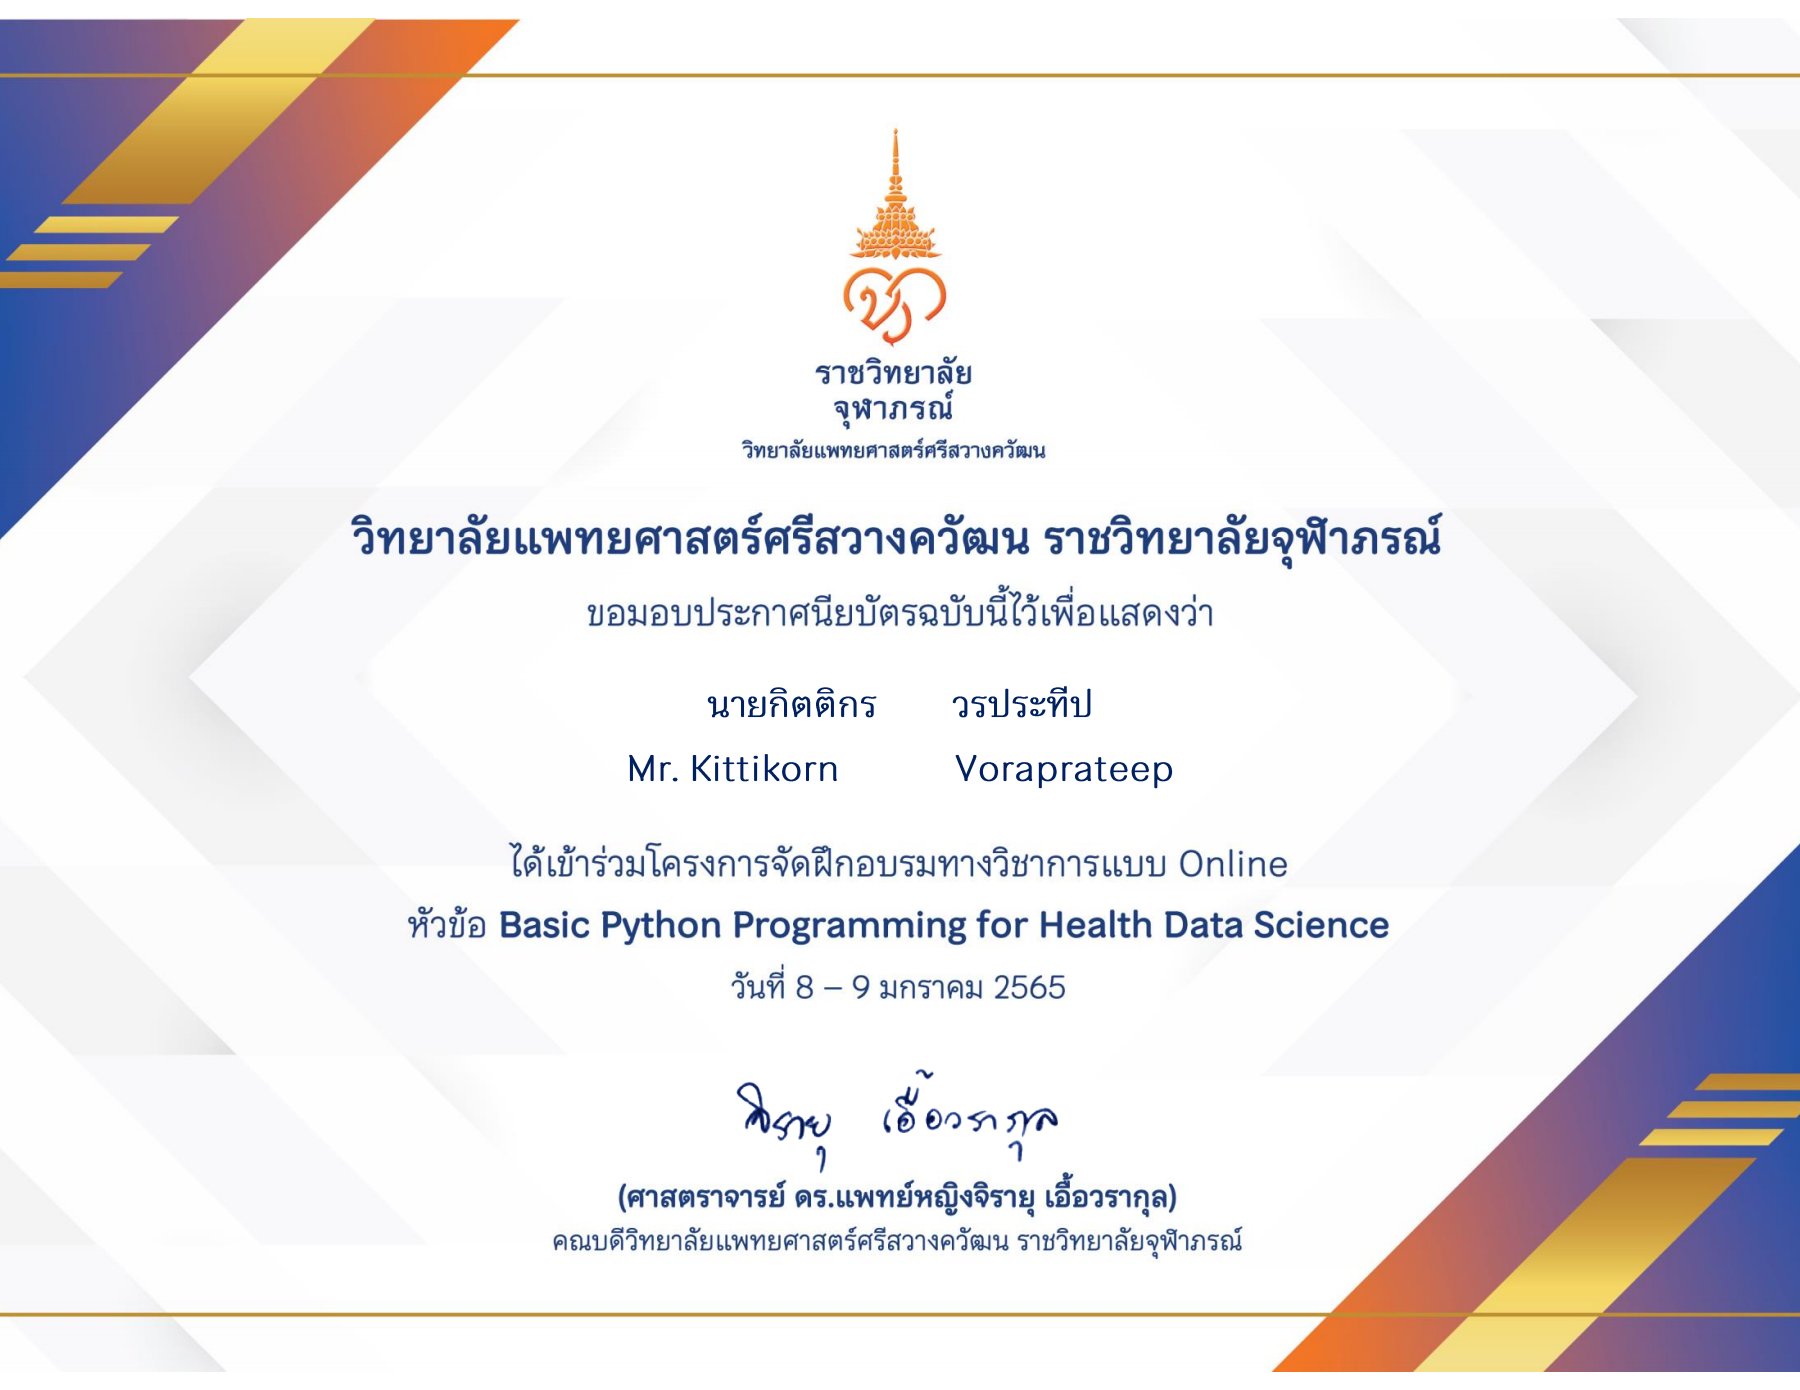 ราชวิทยาลัย
จุฬาภรณ์
วิทยาลัยแพทยศาสตร์ศรีสวางควัฒน
วิทยาลัยแพทยศาสตร์ศรีสวางควัฒน ราชวิทยาลัยจุฬาภรณ์
ขอมอบประกาศนียบัตรฉบับนี้ไว้เพื่อแสดงว่า
นายกิตติกร วรประทีป
Mr. Kittikorn Voraprateep
ได้เข้าร่วมโครงการจัดฝึกอบรมทางวิชาการแบบ Online
หัวข้อ Basic Python Programming for Health Data Science
วันที่ 8 – 9 มกราคม 2565
จิรายุ เอื้อวรากุล
(ศาสตราจารย์ ดร.แพทย์หญิงจิรายุ เอื้อวรากุล)
คณบดีวิทยาลัยแพทยศาสตร์ศรีสวางควัฒน ราชวิทยาลัยจุฬาภรณ์